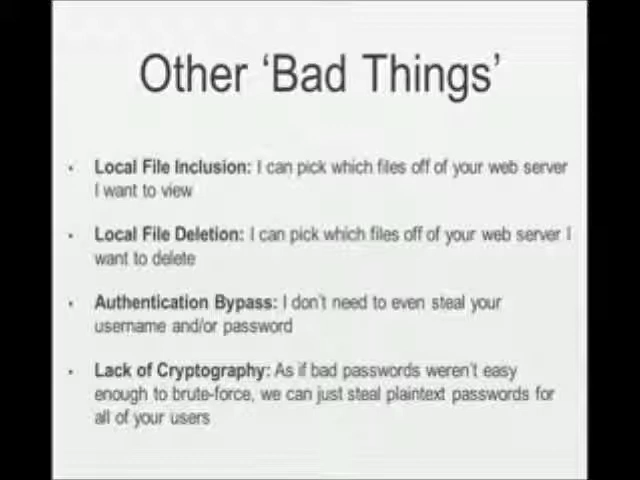 Other ‘Bad Things’
• Local File Inclusion: I can pick which files off of your web server
I want to view
• Local File Deletion: I can pick which files off of your web server I
want to delete
• Authentication Bypass: I don’t need to even steal your
username and/or password
• Lack of Cryptography: As if bad passwords weren’t easy
enough to brute-force, we can just steal plaintext passwords for
all of your users